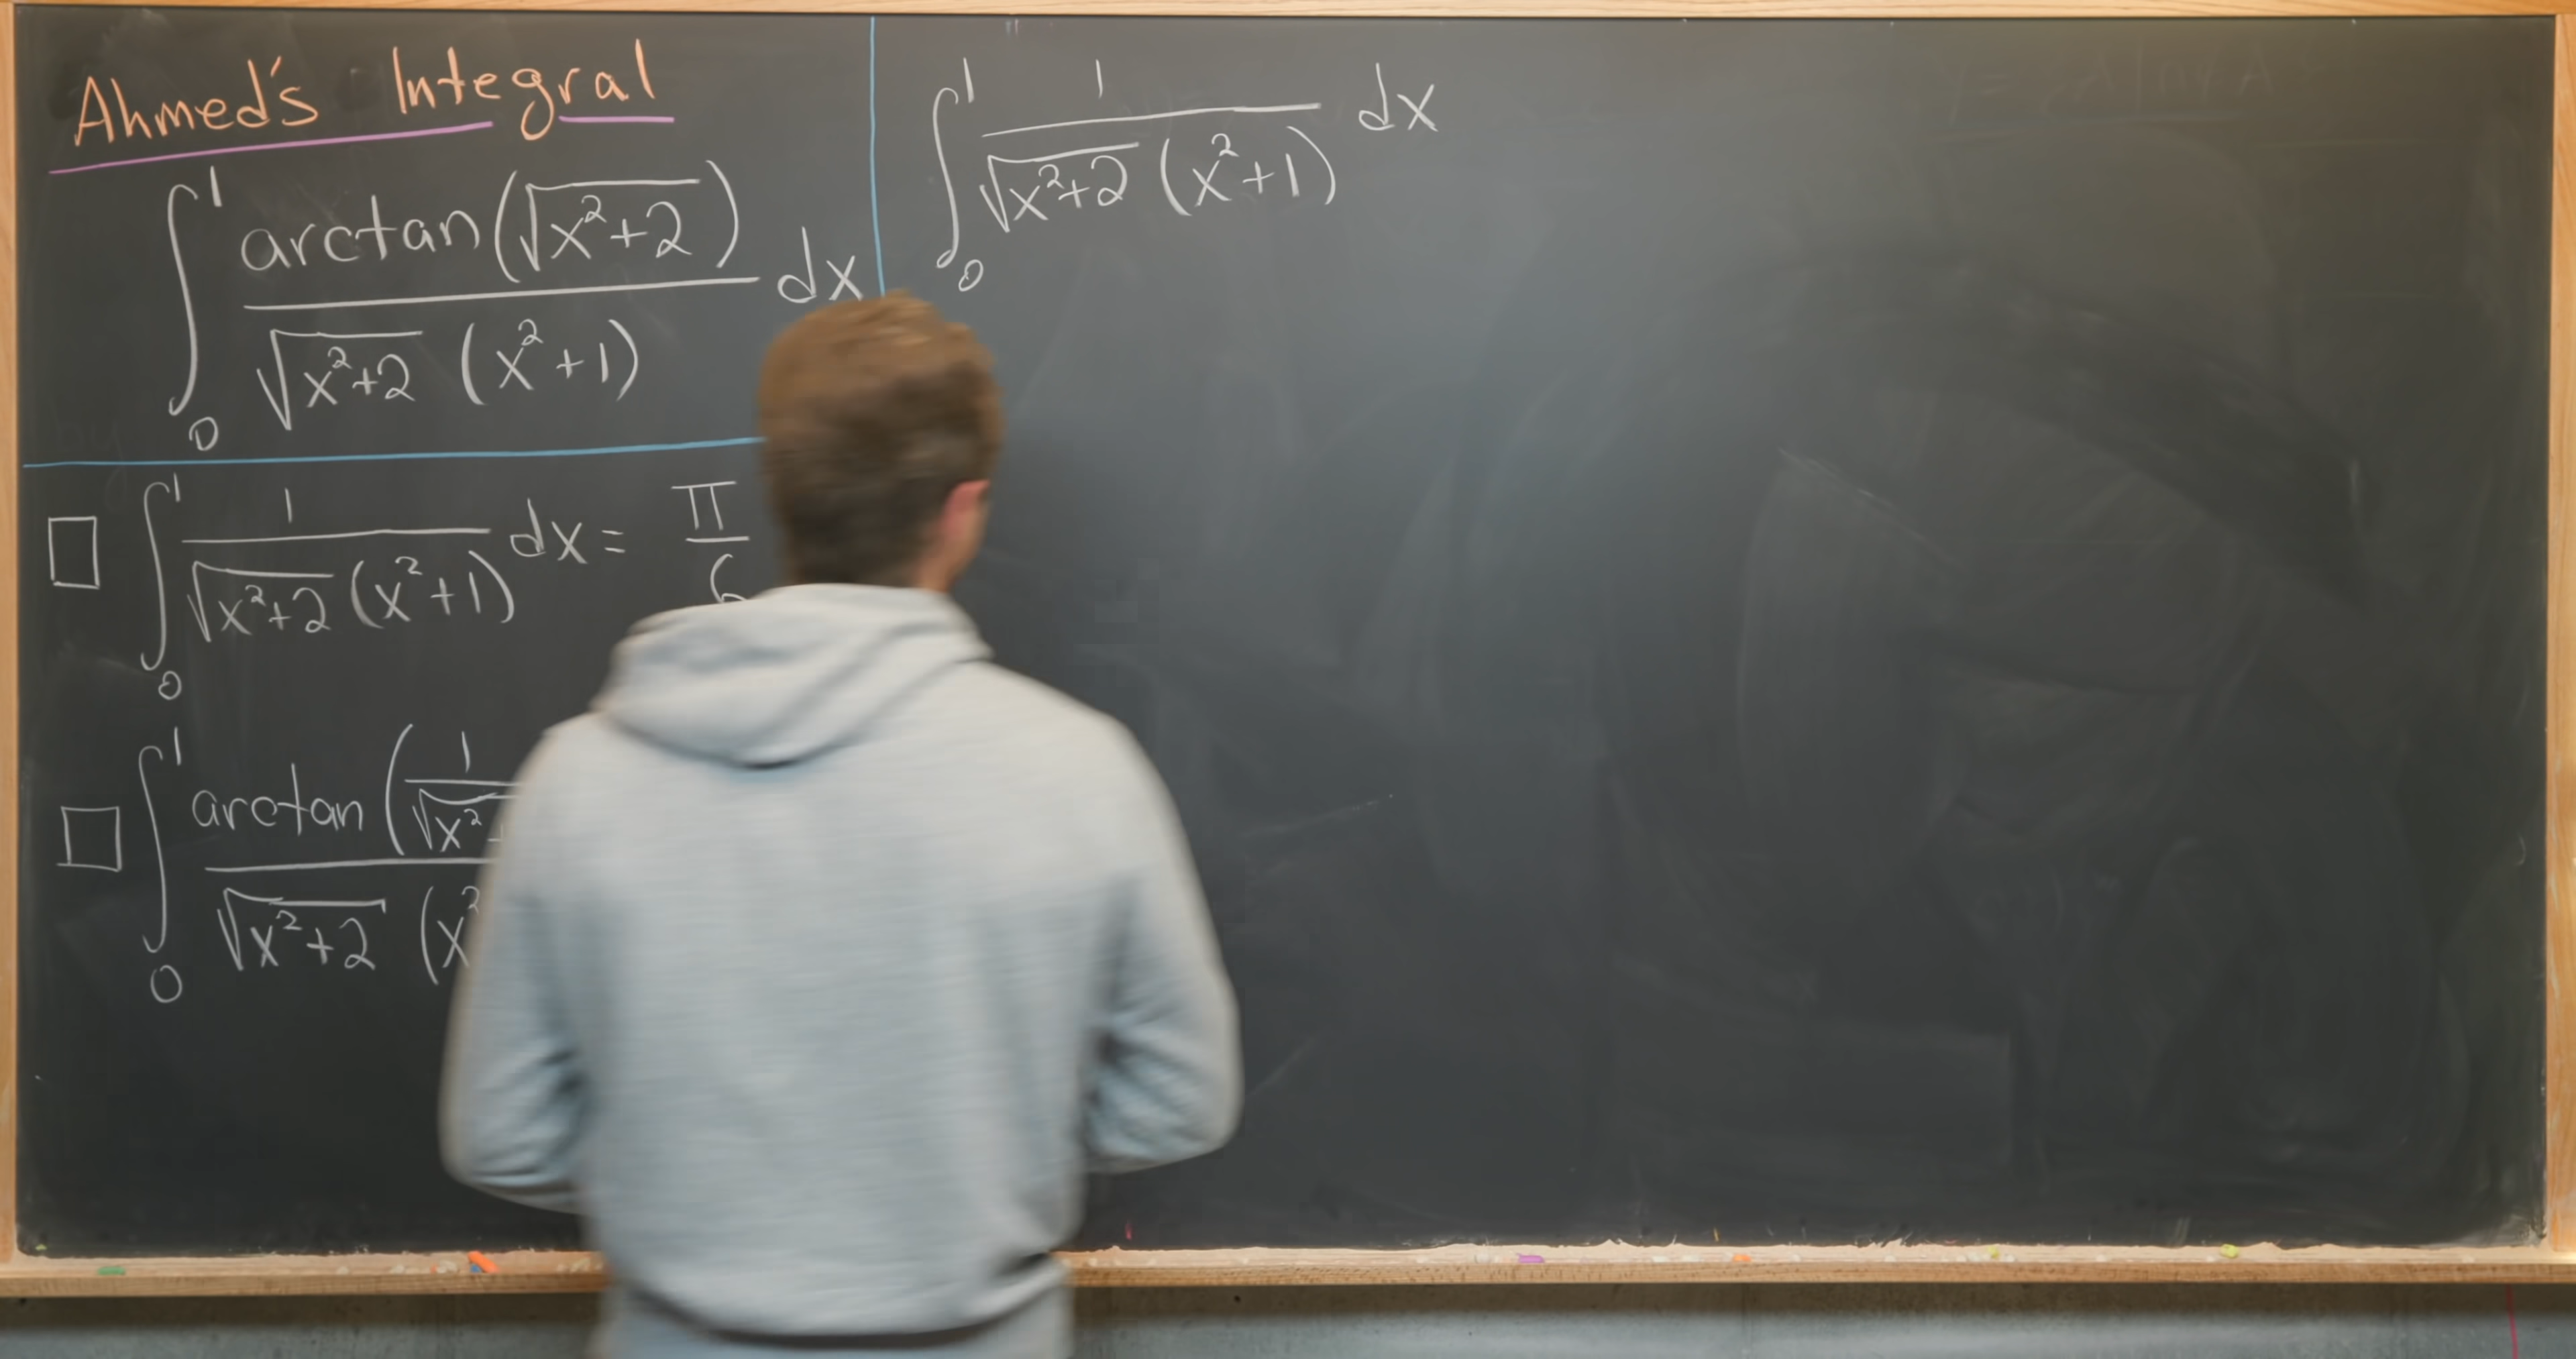 Ahmed's Integral
∫₀¹ arctan(√(x²+2)) / (√(x²+2) (x²+1)) dx
□ ∫₀¹ 1 / (√(x²+2) (x²+1)) dx = π/6
□ ∫₀¹ arctan(1/√(x² / (√(x²+2) (x²
∫₀¹ 1 / (√(x²+2) (x²+1)) dx